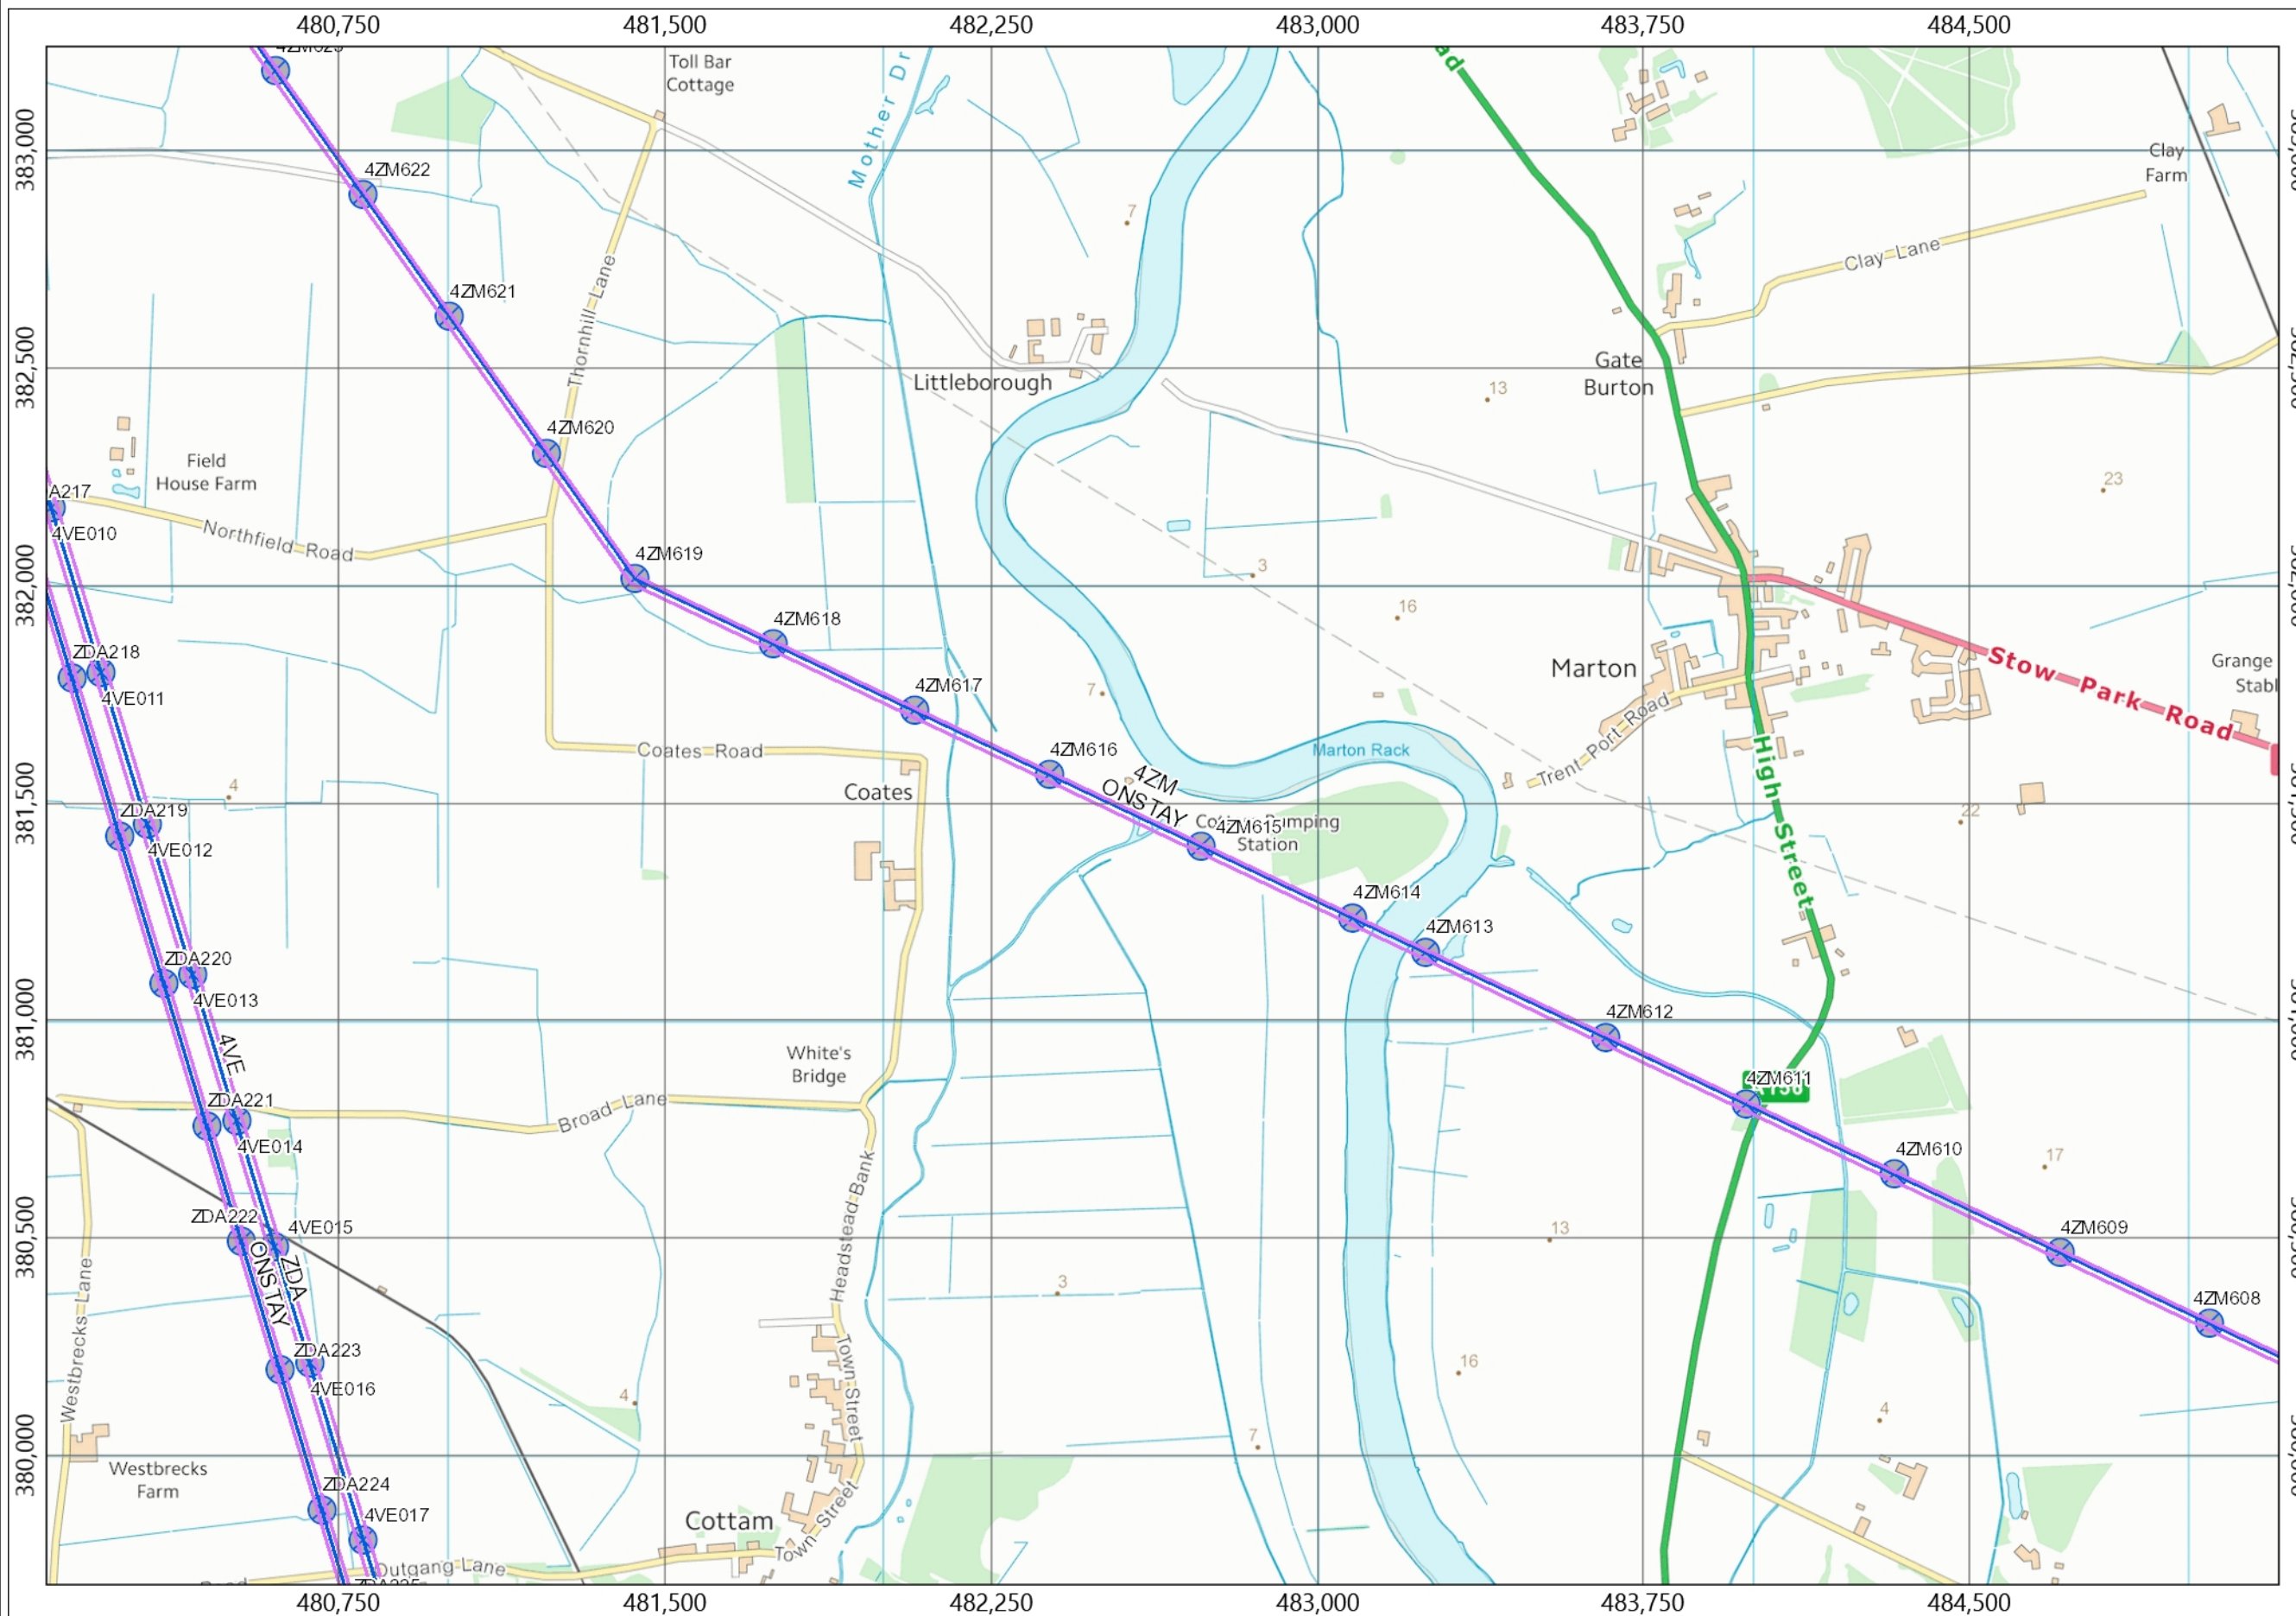 480,750
481,500
482,250
483,000
483,750
484,500
383,000
382,500
382,000
381,500
381,000
380,500
380,000
Toll Bar
Cottage
Mother Dr
4ZM622
7
Clay
Farm
Clay Lane
4ZM621
Thornhill Lane
Gate
Burton
Littleborough
13
4ZM620
Field
House Farm
23
A217
4VE010
Northfield Road
4ZM619
3
16
4ZM618
ZDA218
4VE011
4ZM617
7
Marton
Stow Park Road
Grange
Stabl
Trent Port Road
Coates Road
Marton Rack
4ZM616
4ZM
ONSTAY
High Street
Coates
4
22
ZDA219
4VE012
4ZM615
Pumping
Station
4ZM614
4ZM613
ZDA220
4VE013
4ZM612
4VE
White's
Bridge
4ZM611
ZDA221
4VE014
Broad Lane
4ZM610
17
Headstead Bank
ZDA222
4VE015
ZDA
ONSTAY
4ZM609
13
Westbrecks Lane
3
4ZM608
ZDA223
4VE016
Town Street
16
4
4
7
Westbrecks
Farm
ZDA224
4VE017
Cottam
Town Street
Outgang Lane
480,750
481,500
482,250
483,000
483,750
484,500